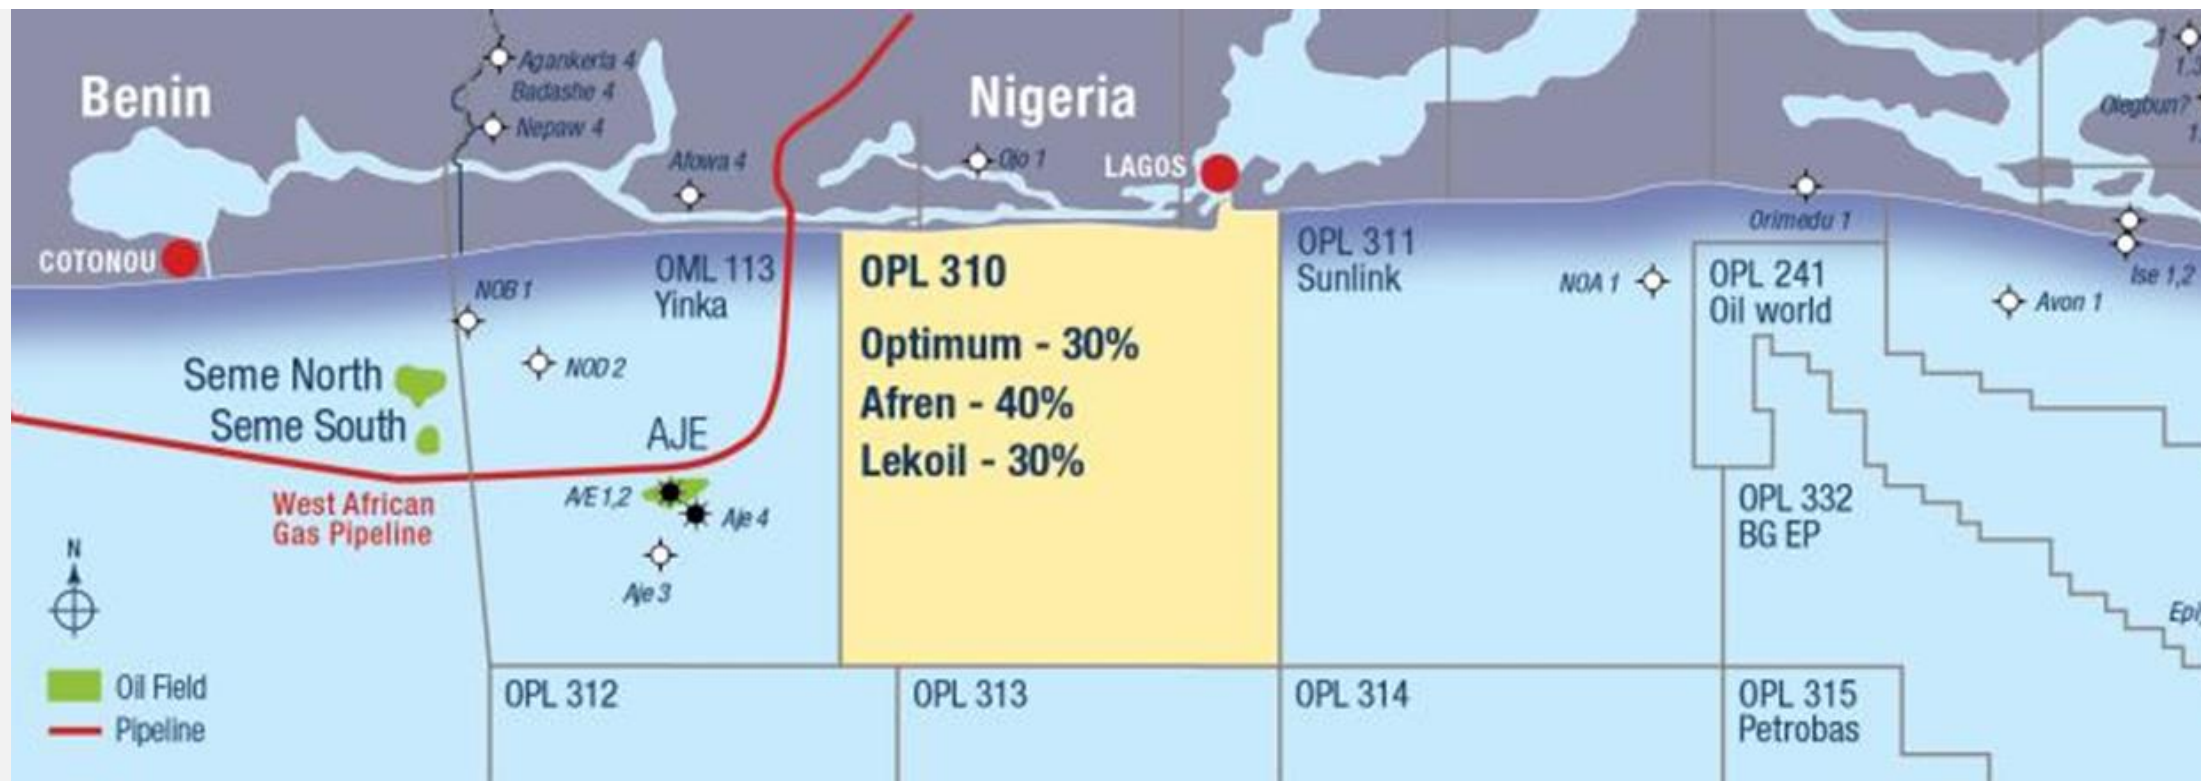 Agankeria 4
Badashe 4
Nepaw 4
Benin
Nigeria
Afowa 4
Ojo 1
LAGOS
COTONOU
Olegbun?
Orimedu 1
NOB 1
OML 113
Yinka
OPL 310
Optimum - 30%
Afren - 40%
Lekoil - 30%
OPL 311
Sunlink
NOA 1
OPL 241
Oil world
Avon 1
Ise 1,2
NOD 2
Seme North
Seme South
AJE
A/E 1,2
Aje 4
Aje 3
West African
Gas Pipeline
OPL 332
BG EP
N
Oil Field
Pipeline
OPL 312
OPL 313
OPL 314
OPL 315
Petrobas